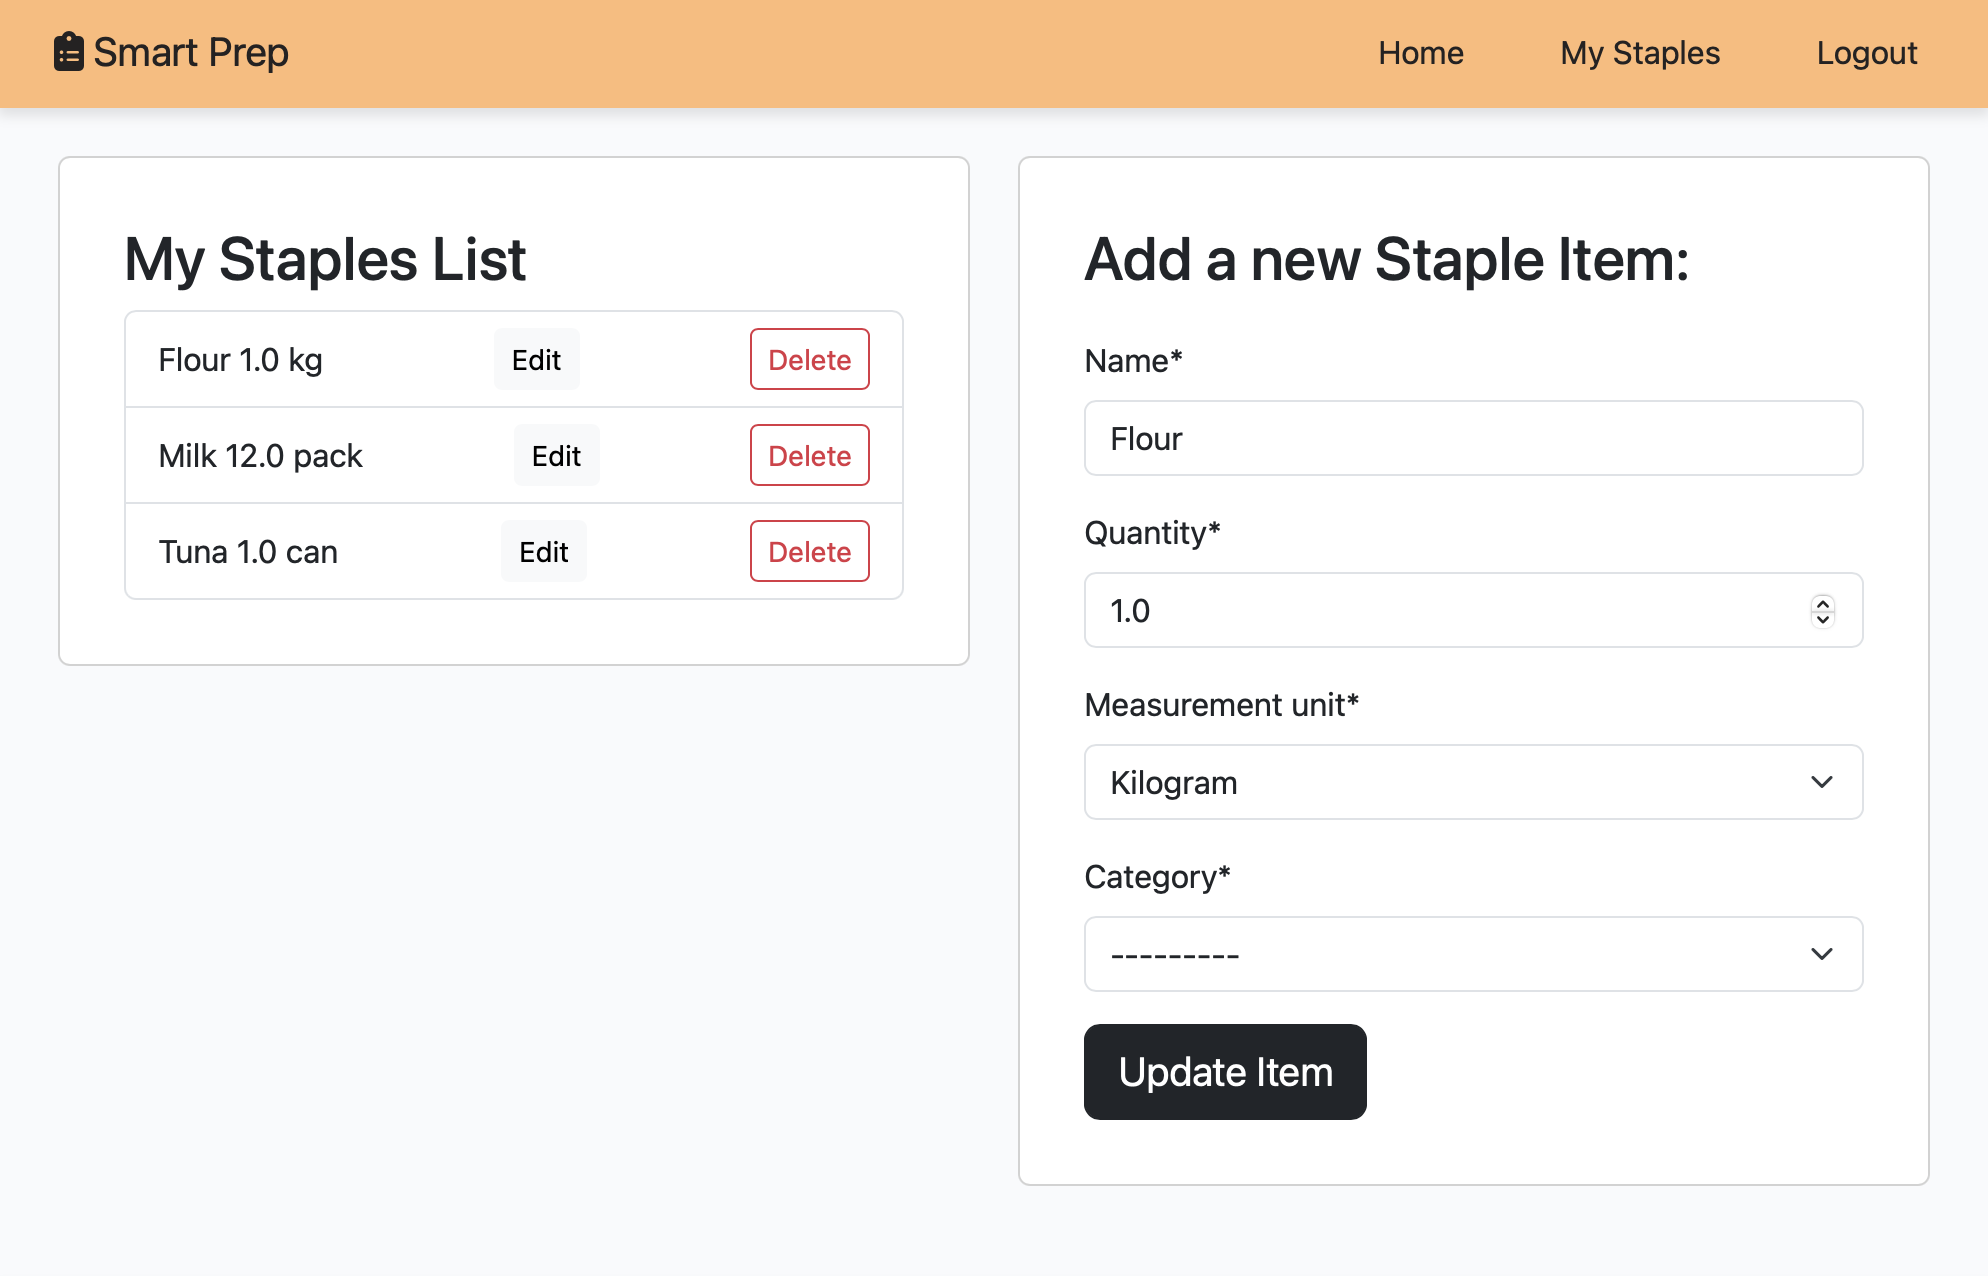 Smart Prep
Home
My Staples
Logout
My Staples List
Flour 1.0 kg Edit Delete
Milk 12.0 pack Edit Delete
Tuna 1.0 can Edit Delete
Add a new Staple Item:
Name*
Flour
Quantity*
1.0
Measurement unit*
Kilogram
Category*
---------
Update Item